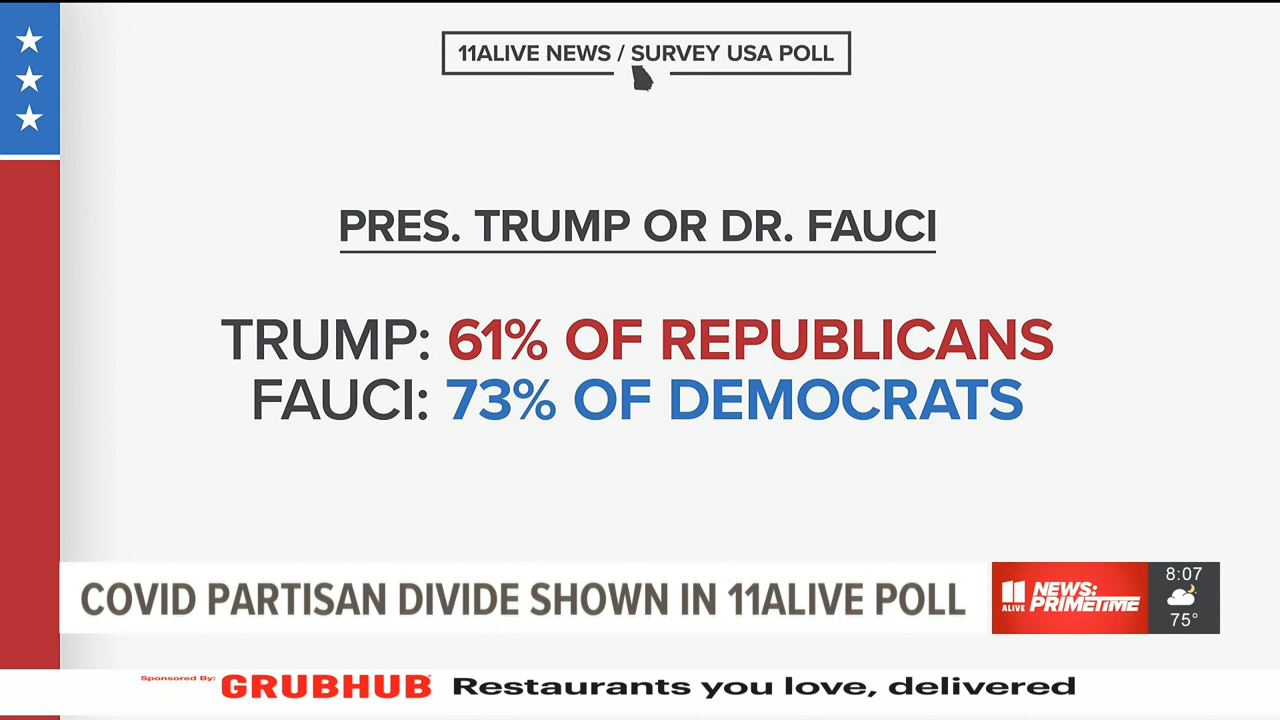 11ALIVE NEWS / SURVEY USA POLL
PRES. TRUMP OR DR. FAUCI
TRUMP: 61% OF REPUBLICANS
FAUCI: 73% OF DEMOCRATS
COVID PARTISAN DIVIDE SHOWN IN 11ALIVE POLL
11 ALIVE
NEWS:
PRIMETIME
8:07
75°
Sponsored By: GRUBHUB Restaurants you love, delivered